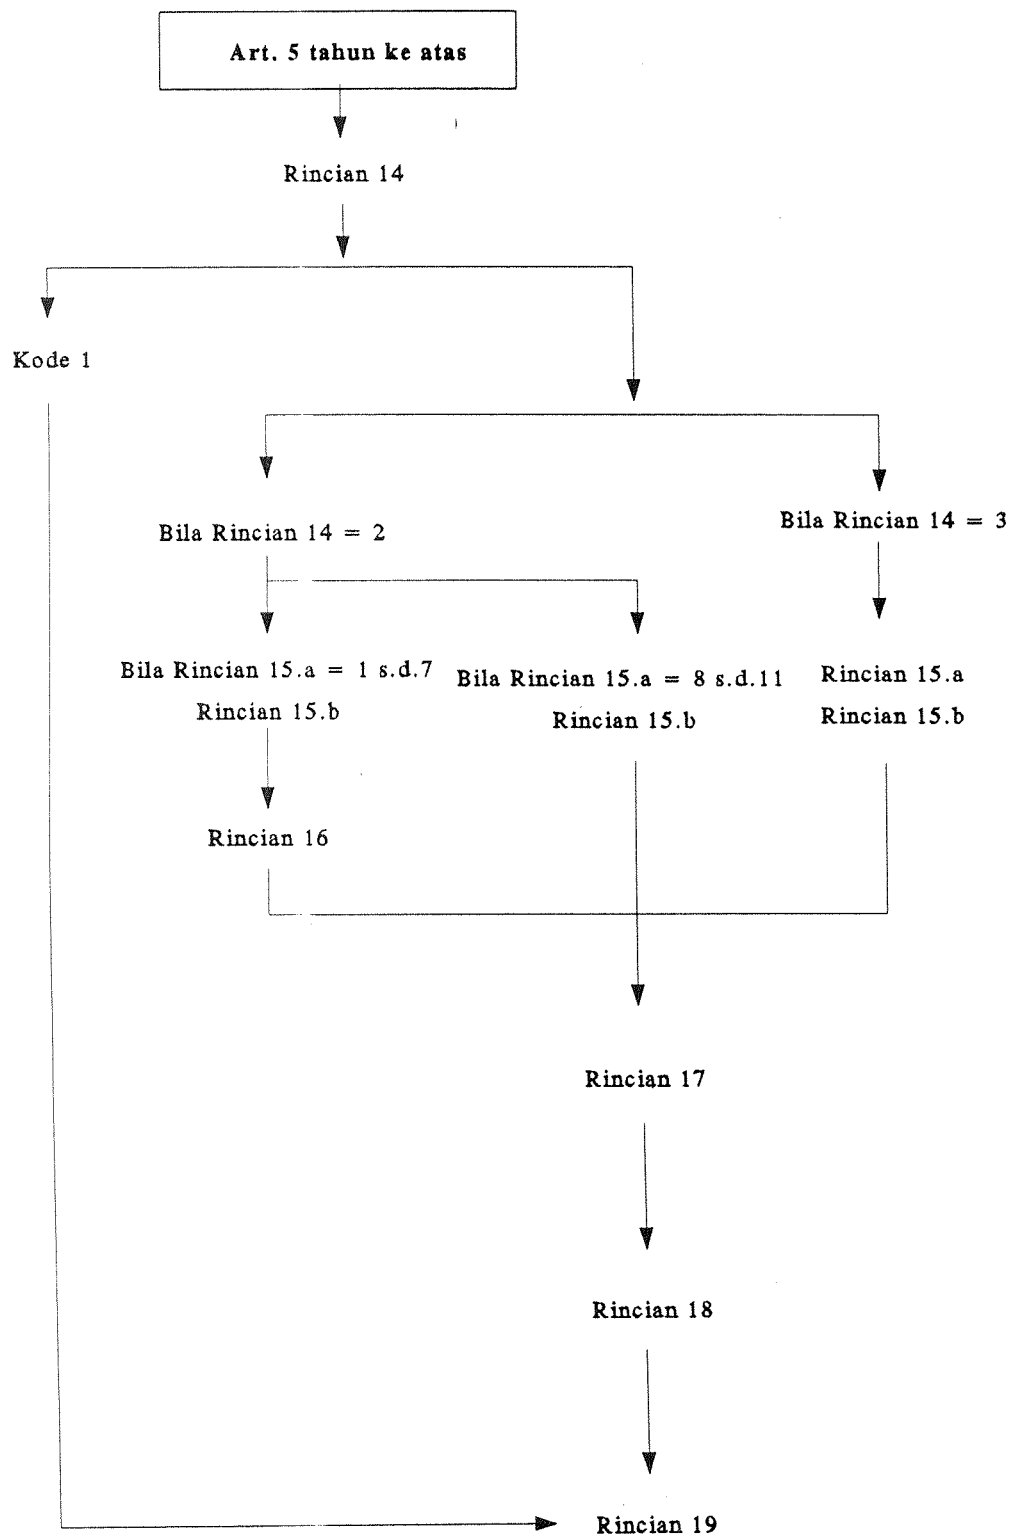 Art. 5 tahun ke atas
Rincian 14
Kode 1
Bila Rincian 14 = 2
Bila Rincian 14 = 3
Bila Rincian 15.a = 1 s.d.7
Rincian 15.b
Bila Rincian 15.a = 8 s.d.11
Rincian 15.b
Rincian 15.a
Rincian 15.b
Rincian 16
Rincian 17
Rincian 18
Rincian 19